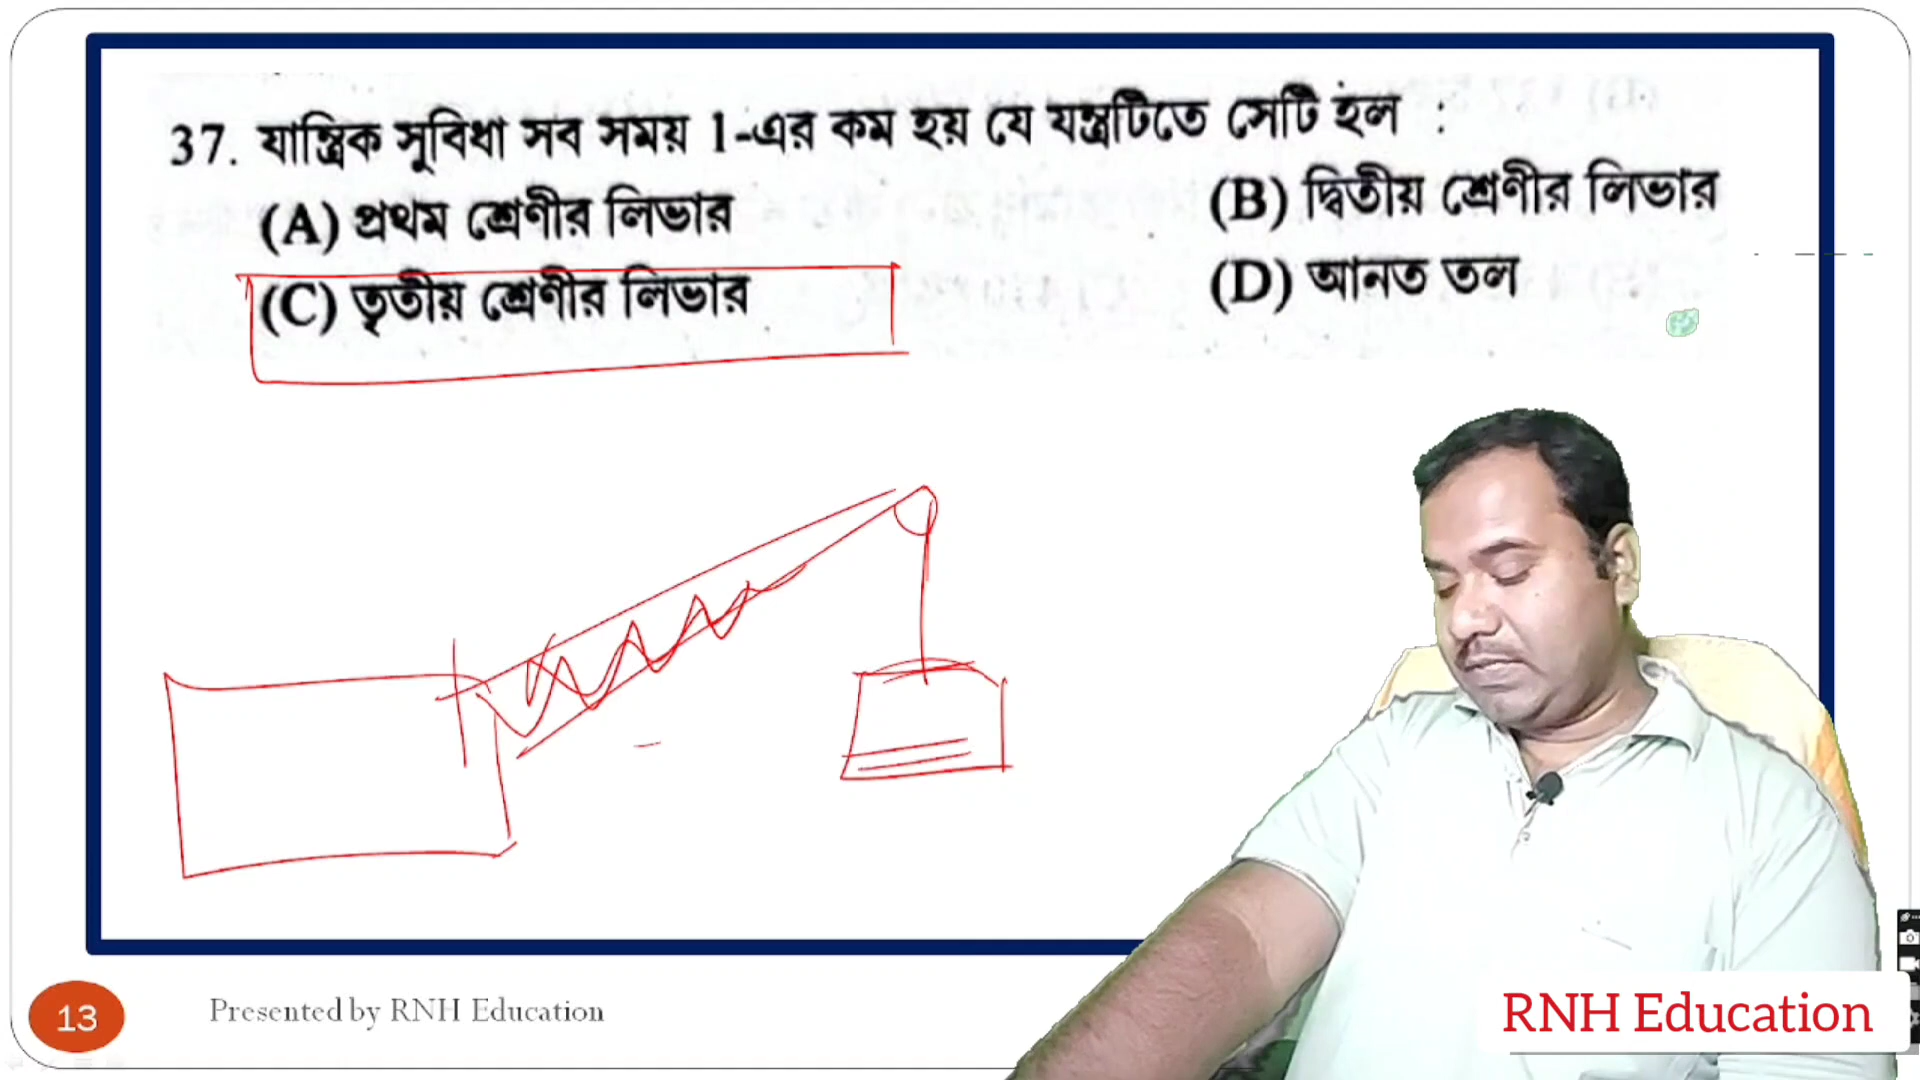 37. যান্ত্রিক সুবিধা সব সময় 1-এর কম হয় যে যন্ত্রটিতে সেটি হল :
(A) প্রথম শ্রেণীর লিভার (B) দ্বিতীয় শ্রেণীর লিভার
(C) তৃতীয় শ্রেণীর লিভার (D) আনত তল
13 Presented by RNH Education
RNH Education